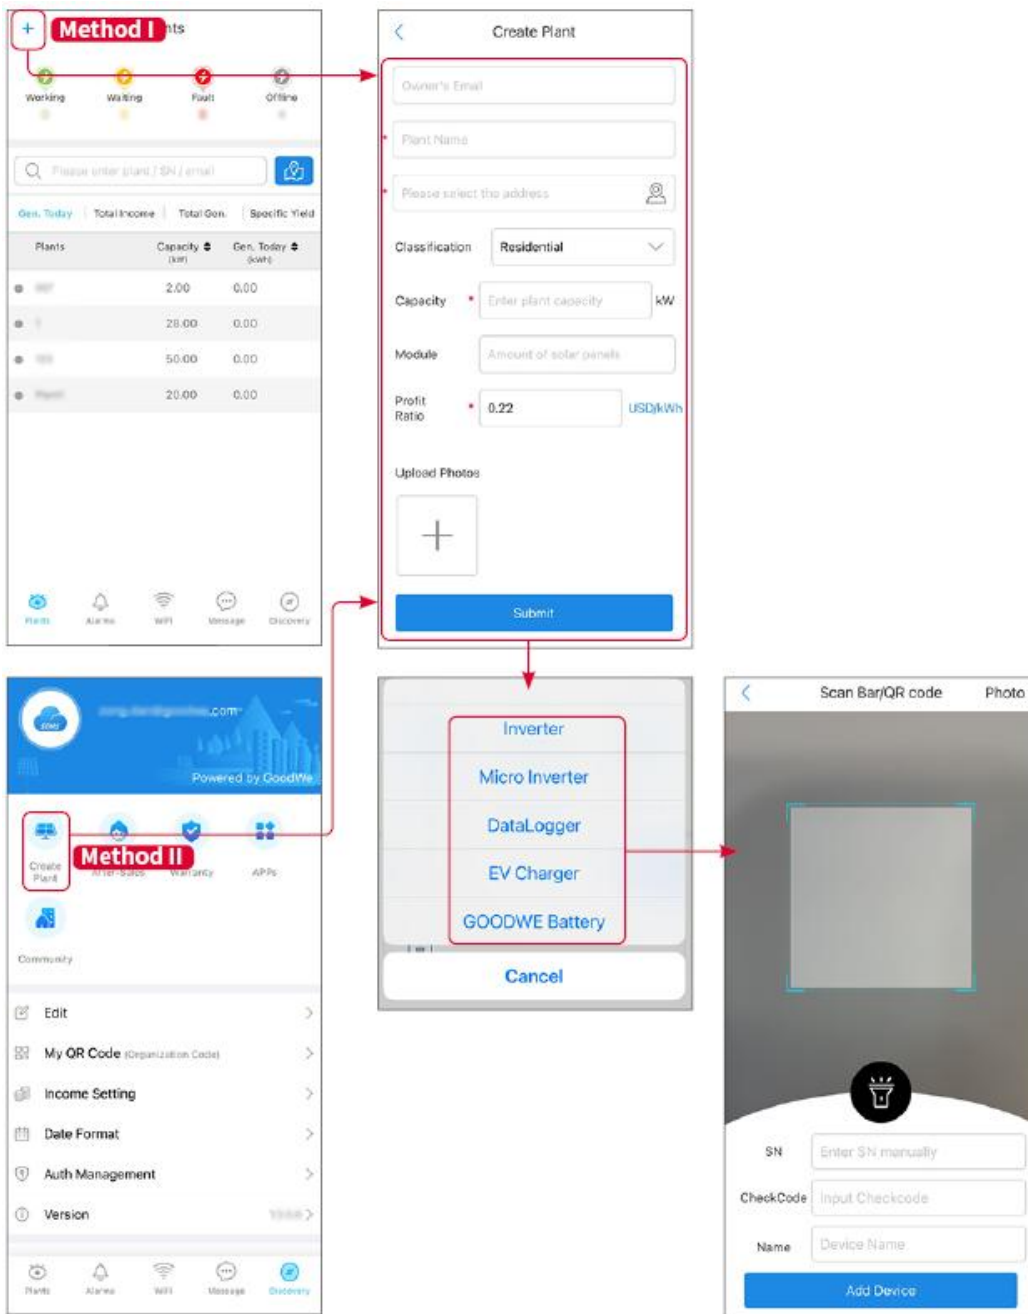 + Method I nts
Working Waiting Fault Offline
Please enter plant / SN / email
Gen. Today Total Income Total Gen. Specific Yield
Plants Capacity Gen. Today
(kW) (kWh)
2.00 0.00
28.00 0.00
50.00 0.00
20.00 0.00
Plants Alarms WiFi Message Discovery
Create Plant
Owner's Email
* Plant Name
* Please select the address
Classification Residential
Capacity * Enter plant capacity kW
Module Amount of solar panels
Profit
Ratio * 0.22 USD/kWh
Upload Photos
Submit
SEMS
.com
Powered by GoodWe
Method II
Create
Plant
After-Sales Warranty APPs
Community
Edit
My QR Code (Organization Code)
Income Setting
Date Format
Auth Management
Version
Plants Alarms WiFi Message Discovery
Inverter
Micro Inverter
DataLogger
EV Charger
GOODWE Battery
Cancel
Scan Bar/QR code Photo
SN Enter SN manually
CheckCode Input Checkcode
Name Device Name
Add Device